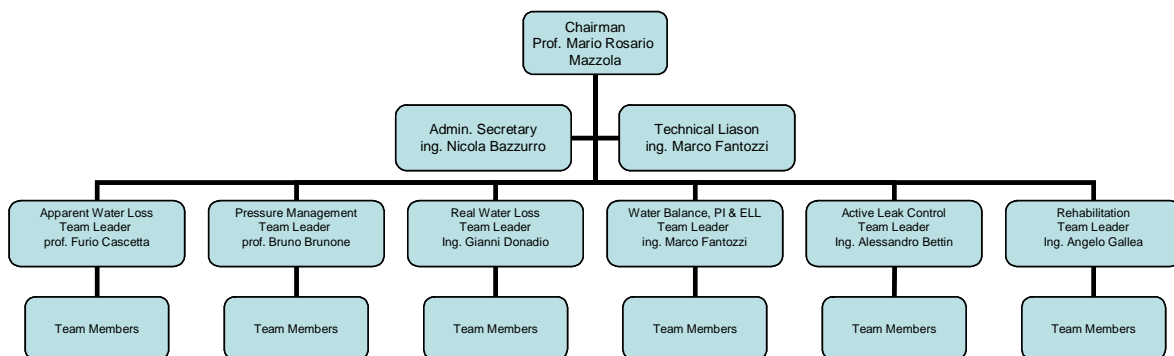 Chairman
Prof. Mario Rosario
Mazzola
Admin. Secretary
ing. Nicola Bazzurro
Technical Liason
ing. Marco Fantozzi
Apparent Water Loss
Team Leader
prof. Furio Cascetta
Pressure Management
Team Leader
prof. Bruno Brunone
Real Water Loss
Team Leader
Ing. Gianni Donadio
Water Balance, PI & ELL
Team Leader
ing. Marco Fantozzi
Active Leak Control
Team Leader
Ing. Alessandro Bettin
Rehabilitation
Team Leader
Ing. Angelo Gallea
Team Members
Team Members
Team Members
Team Members
Team Members
Team Members